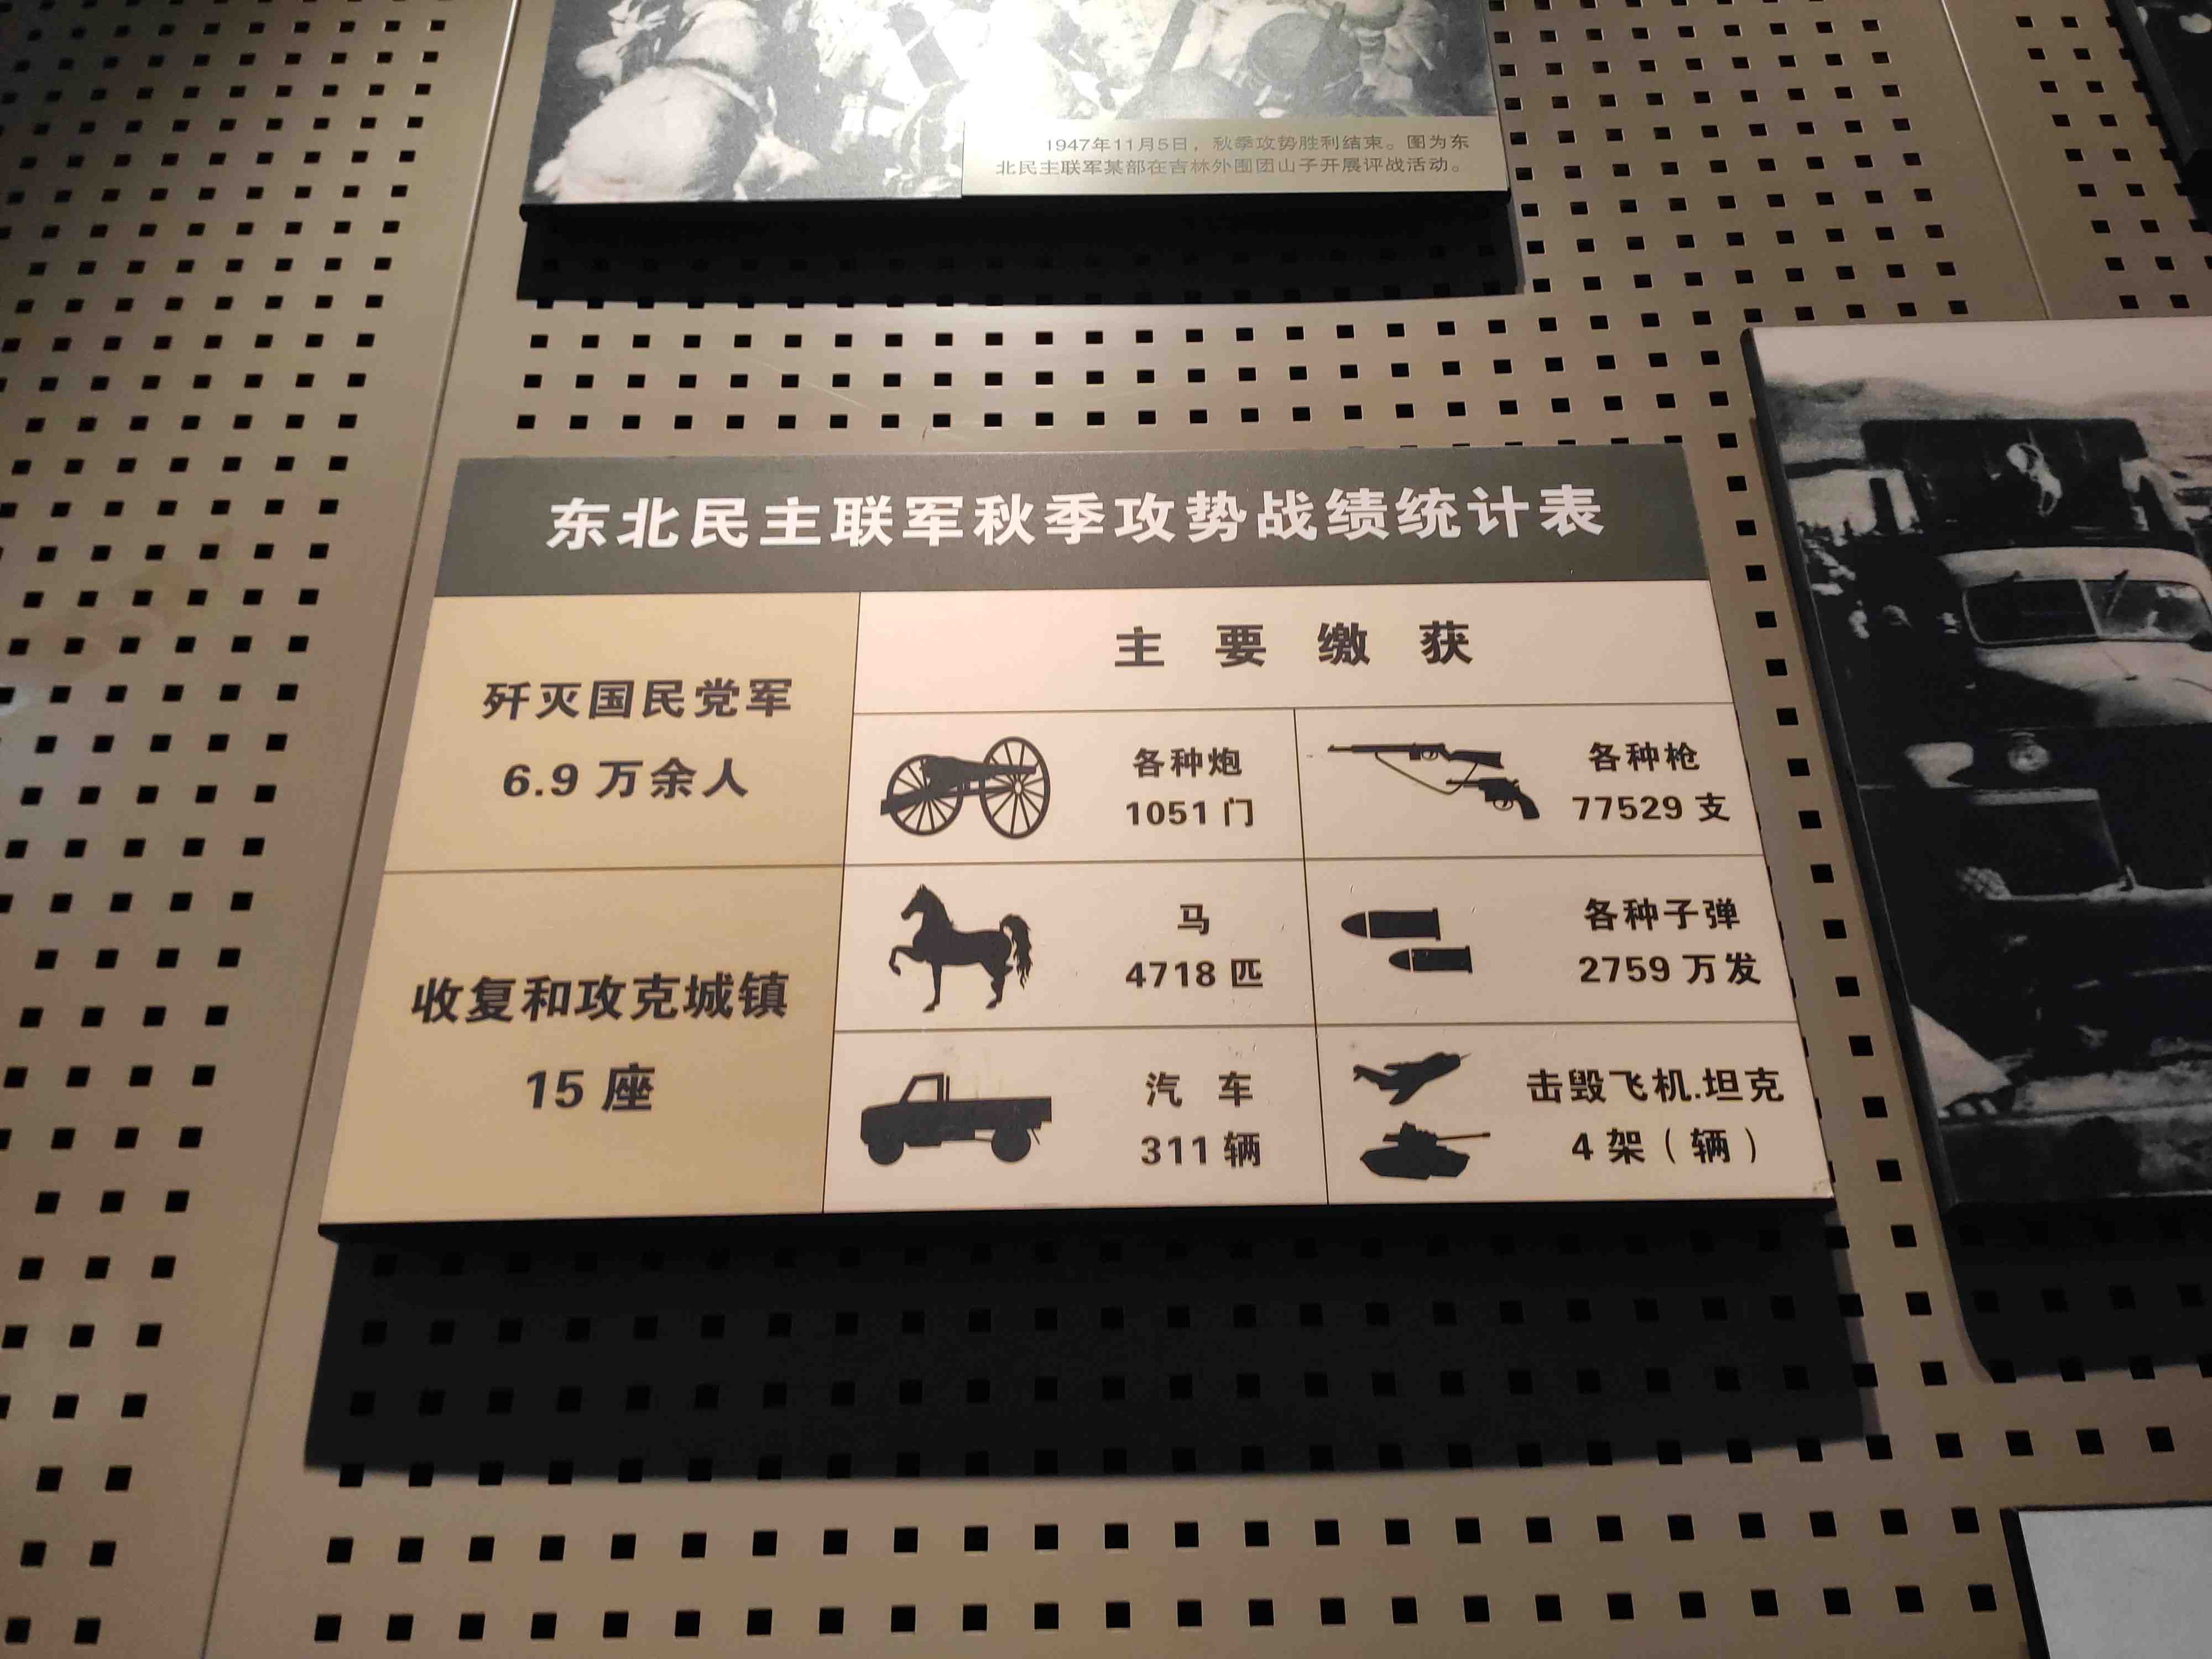 1947年11月5日，秋季攻势胜利结束。图为东
北民主联军某部在吉林外围团山子开展评战活动。
东北民主联军秋季攻势战绩统计表
歼灭国民党军
6.9 万余人
收复和攻克城镇
15 座
主 要 缴 获
各种炮
1051 门
各种枪
77529 支
马
4718 匹
各种子弹
2759 万发
汽 车
311 辆
击毁飞机.坦克
4 架（辆）